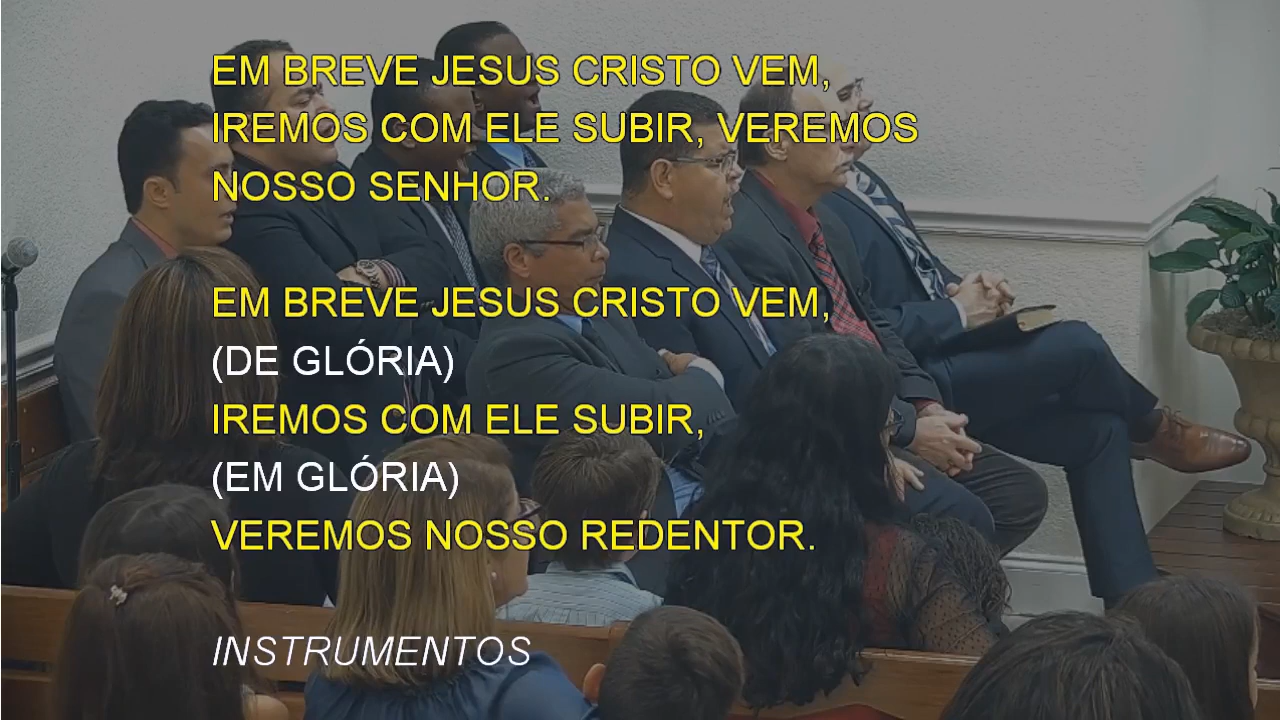 EM BREVE JESUS CRISTO VEM,
IREMOS COM ELE SUBIR, VEREMOS
NOSSO SENHOR.
EM BREVE JESUS CRISTO VEM,
(DE GLÓRIA)
IREMOS COM ELE SUBIR,
(EM GLÓRIA)
VEREMOS NOSSO REDENTOR.
INSTRUMENTOS